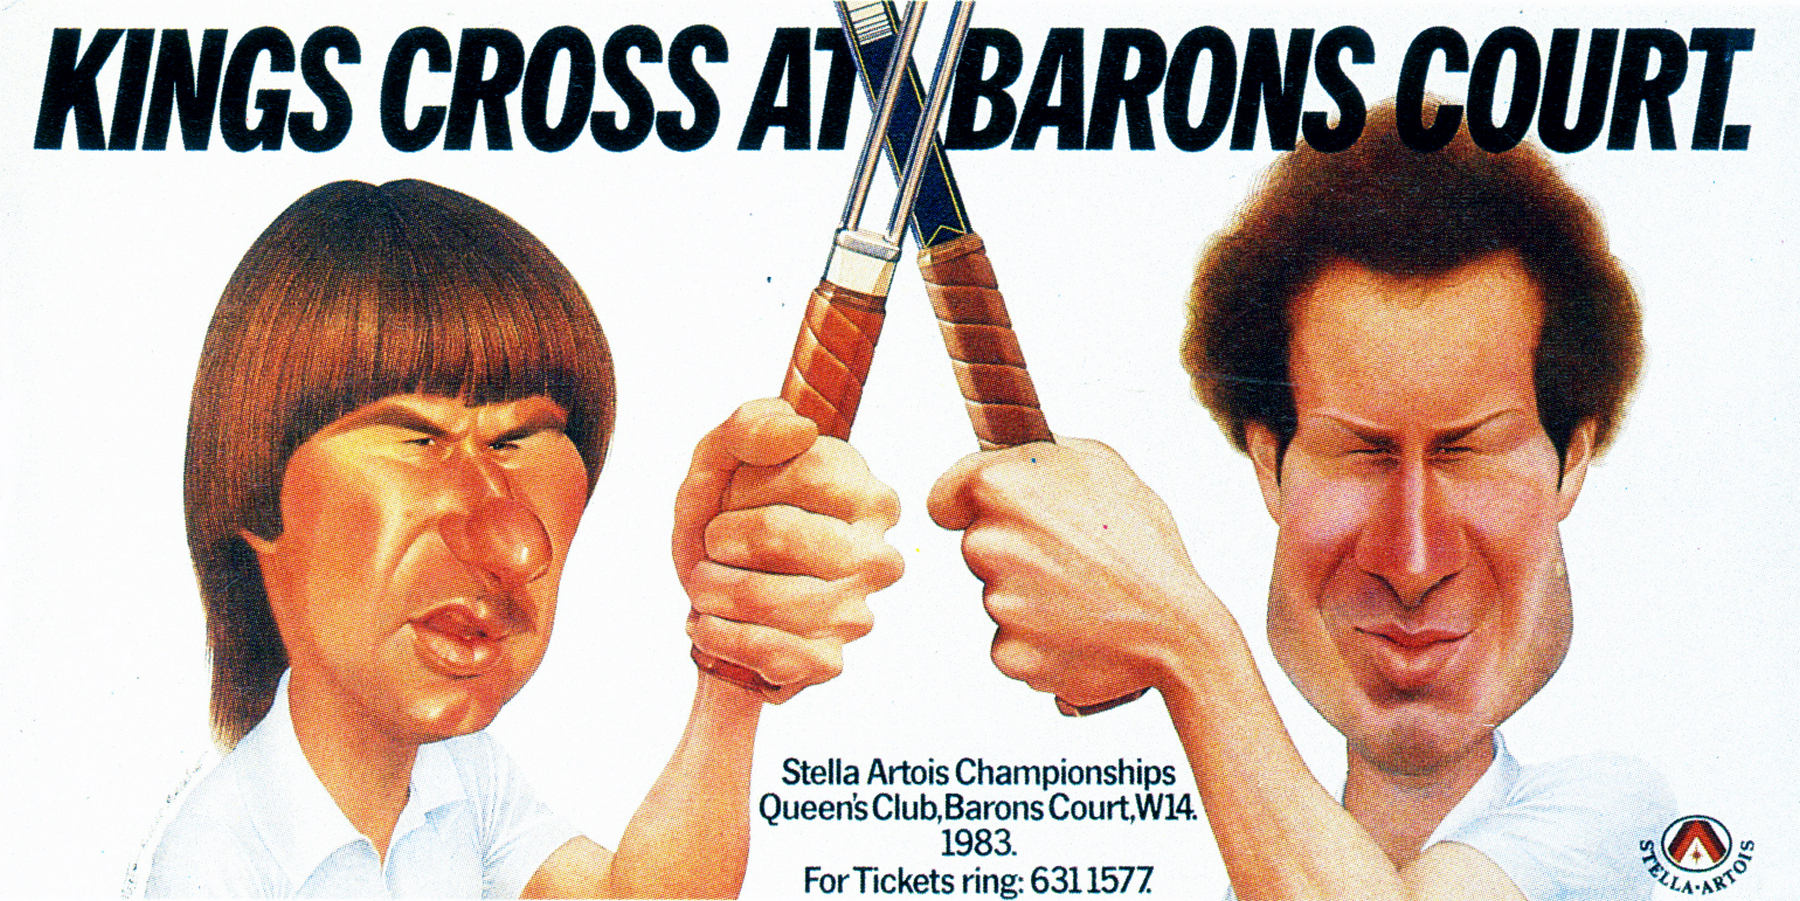 KINGS CROSS AT BARONS COURT.
Stella Artois Championships
Queen's Club, Barons Court, W14.
1983.
For Tickets ring: 631 1577.
STELLA·ARTOIS